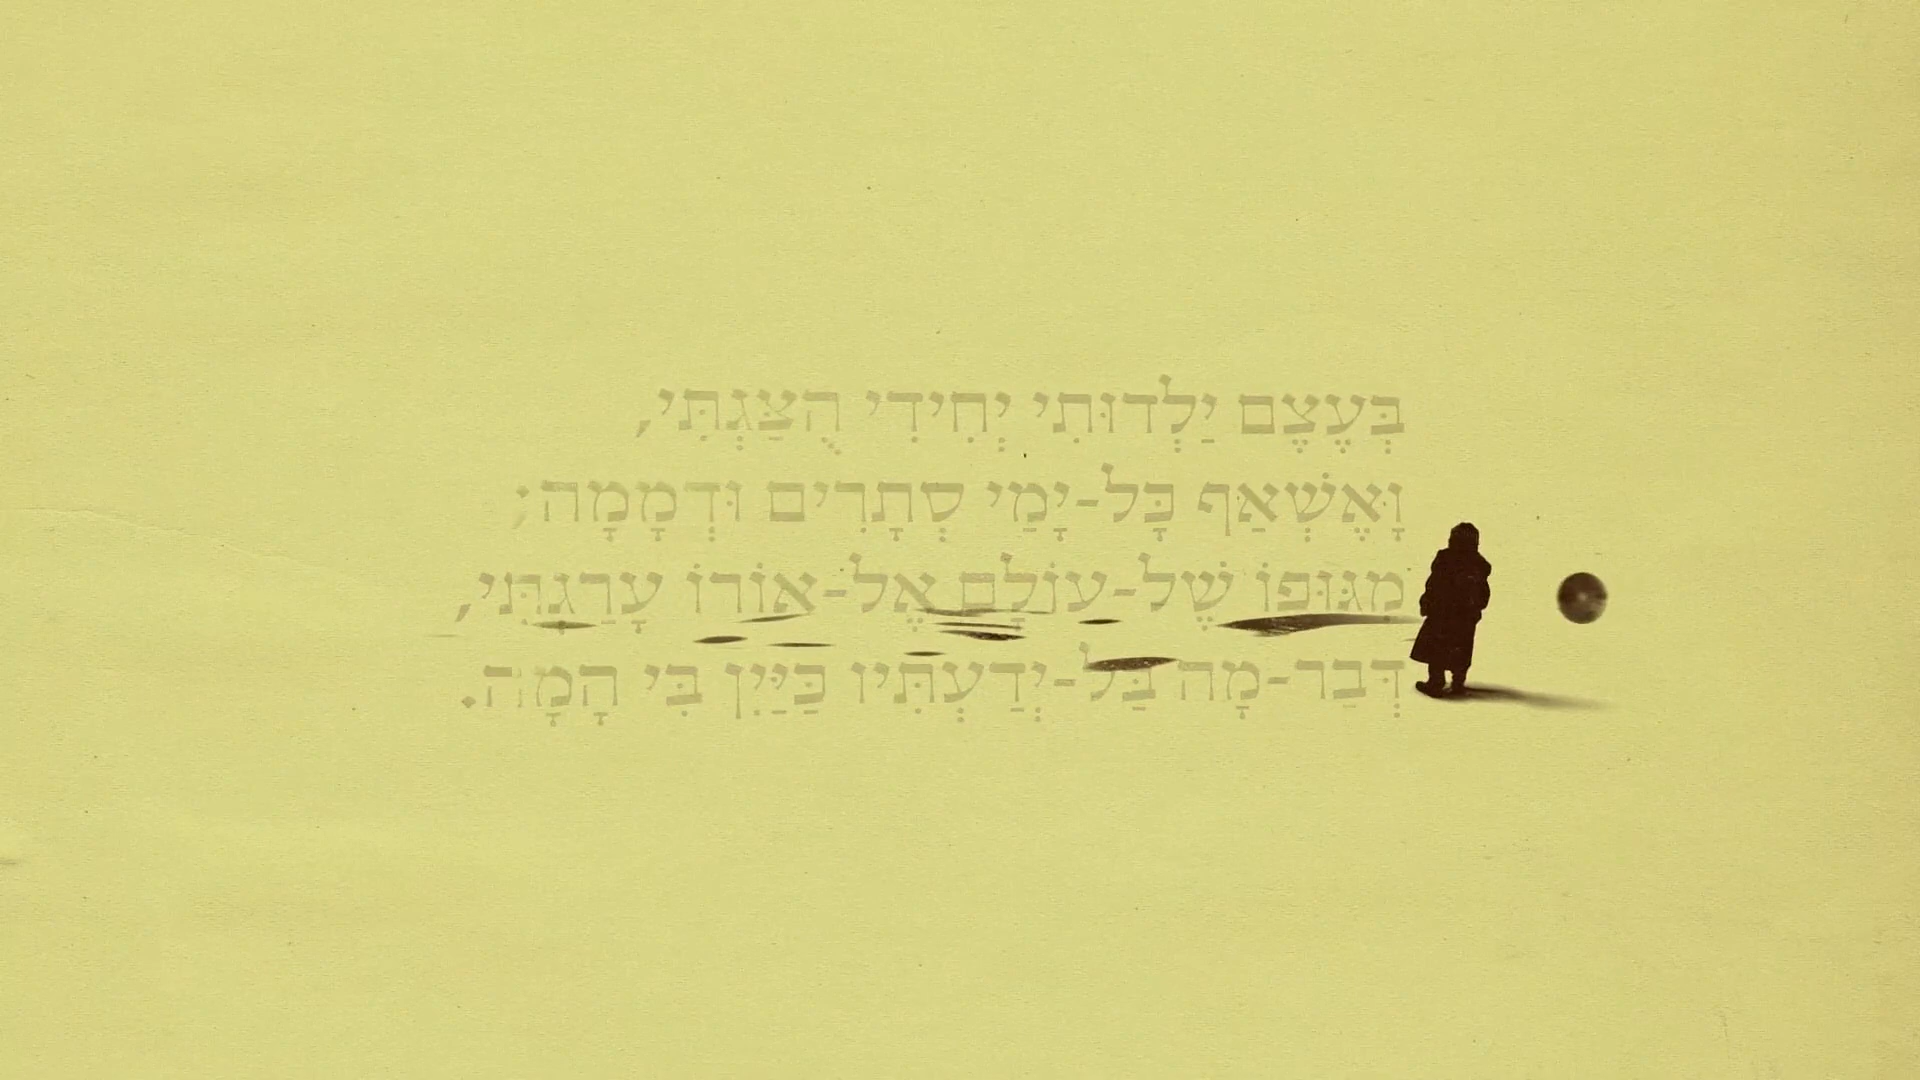 בְּעֶצֶם יַלְדוּתִי יְחִידִי הֻצַּגְתִּי,
וָאֶשְׁאַף כָּל-יָמַי סְתָרִים וּדְמָמָה;
מִגּוּפוֹ שֶׁל-עוֹלָם אֶל-אוֹרוֹ עָרַגְתִּי,
דְּבַר-מָה בַּל-יְדַעְתִּיו כַּיַּיִן בִּי הָמָה.